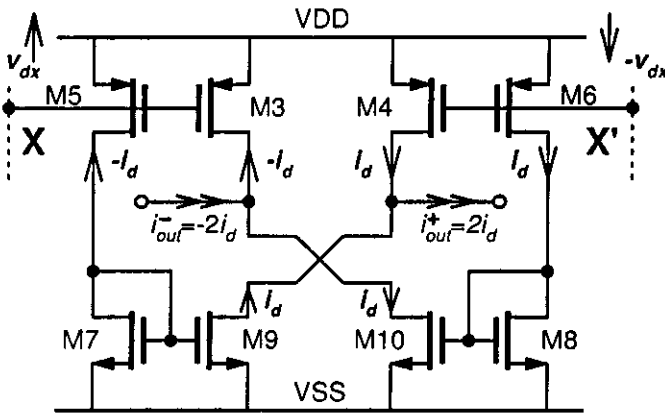 VDD
v_dx
-v_dx
M5
M3
M4
M6
X
X'
-i_d
-i_d
i_d
i_d
i⁻_out=-2i_d
i⁺_out=2i_d
i_d
i_d
M7
M9
M10
M8
VSS